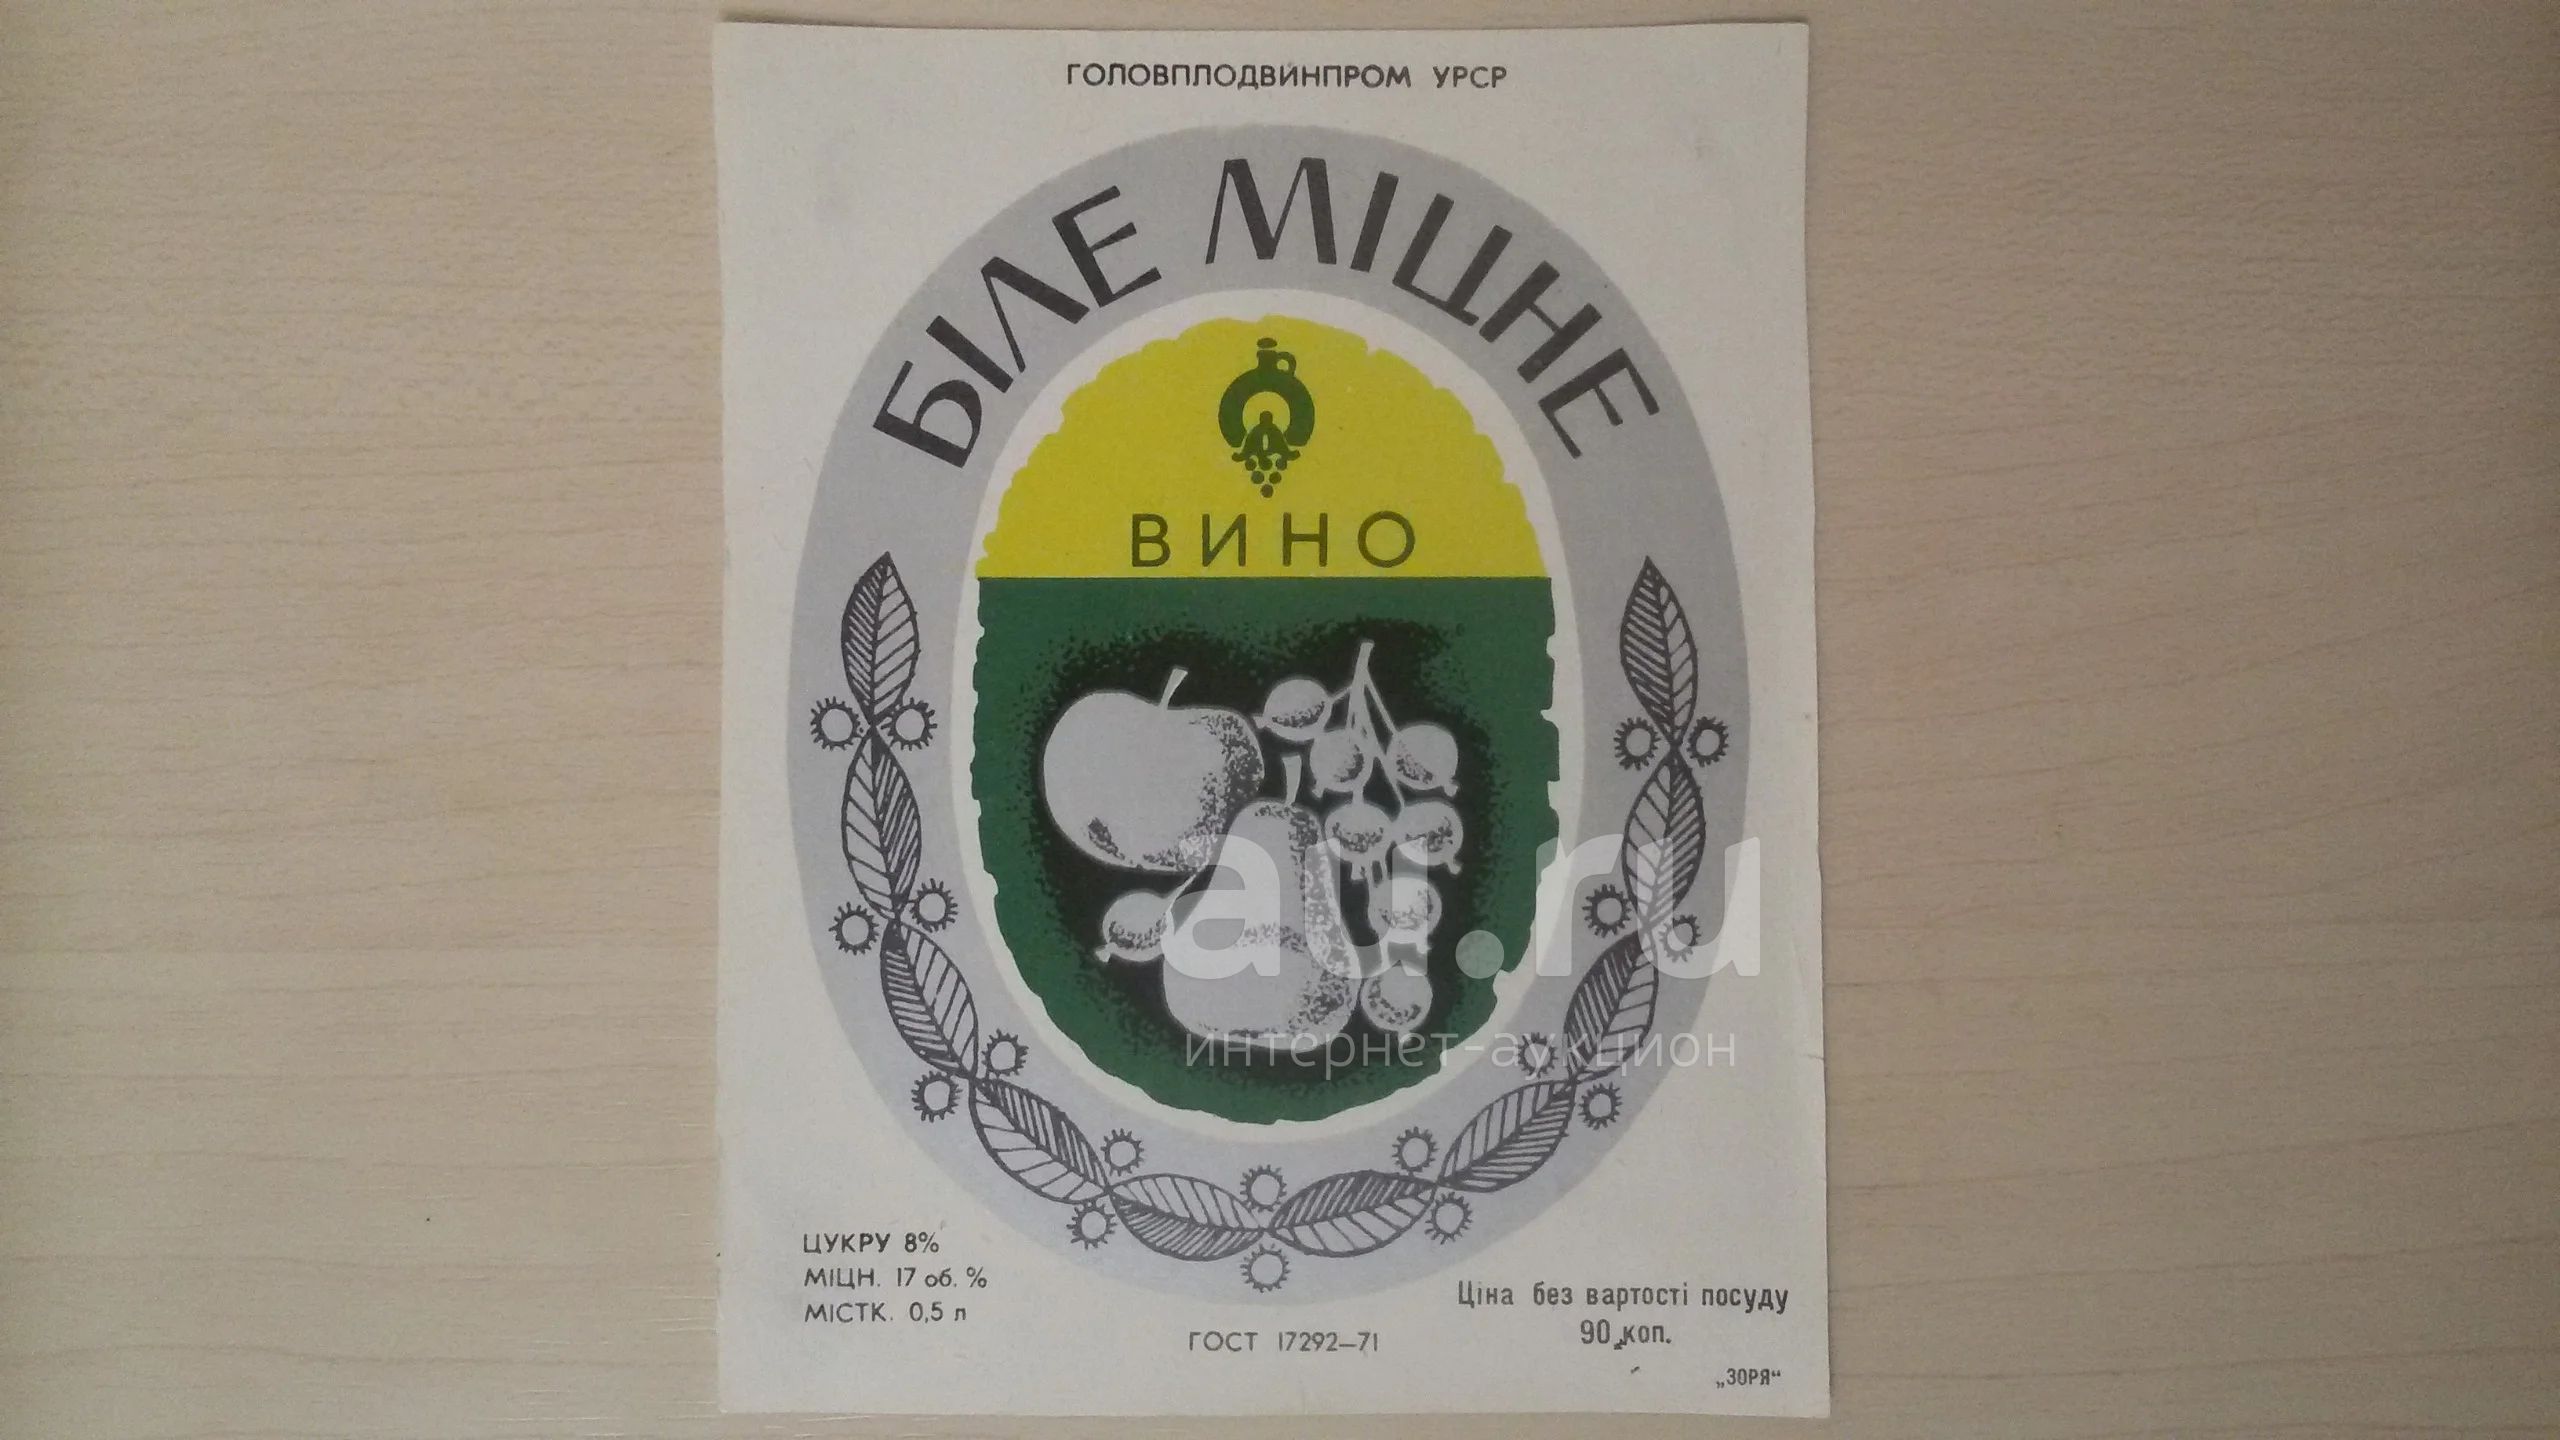 ГОЛОВПЛОДВИНПРОМ УРСР
БІЛЕ МІЦНЕ
ВИНО
au.ru
интернет-аукцион
ЦУКРУ 8%
МІЦН. 17 об. %
МІСТК. 0,5 л
ГОСТ 17292—71
Ціна без вартості посуду
90 коп.
„ЗОРЯ“